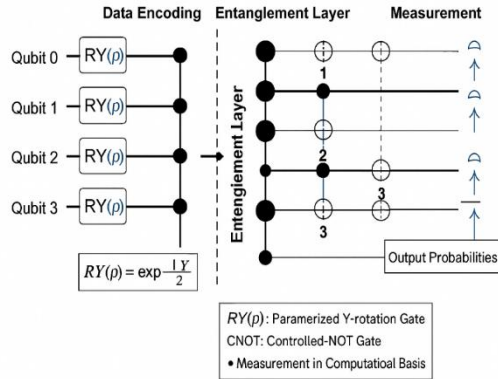 Data Encoding
Entanglement Layer
Measurement
Qubit 0
RY(ρ)
Qubit 1
RY(ρ)
Qubit 2
RY(ρ)
Qubit 3
RY(ρ)
RY(ρ) = exp-iY/2
Entengiement Layer
1
2
3
3
Output Probabilities
RY(ρ): Paramerized Y-rotation Gate
CNOT: Controlled-NOT Gate
• Measurement in Computatioal Basis